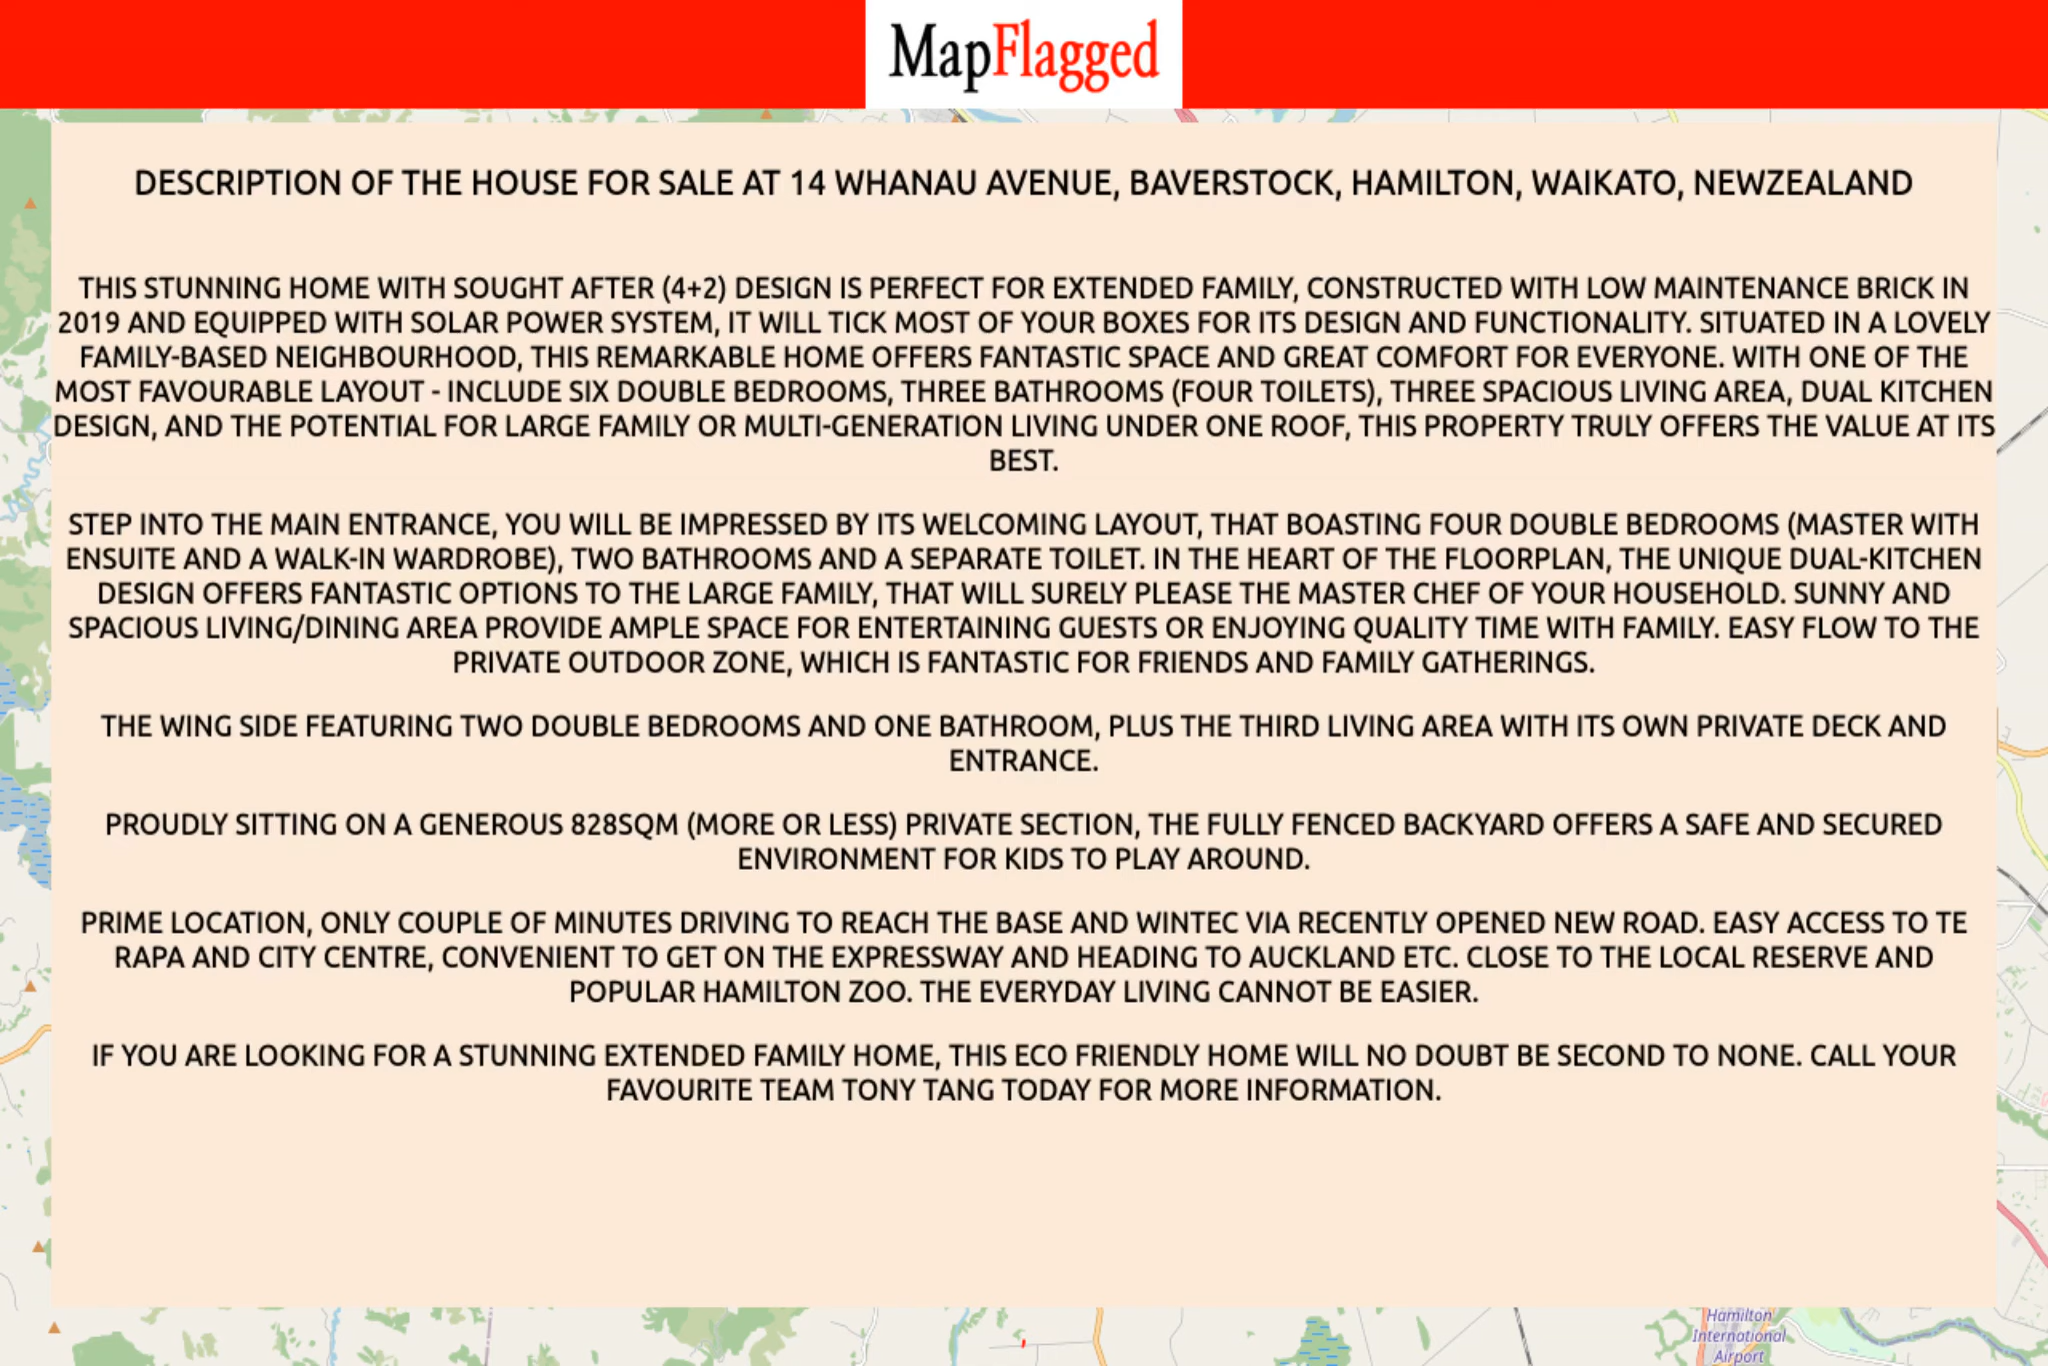 MapFlagged
DESCRIPTION OF THE HOUSE FOR SALE AT 14 WHANAU AVENUE, BAVERSTOCK, HAMILTON, WAIKATO, NEWZEALAND
THIS STUNNING HOME WITH SOUGHT AFTER (4+2) DESIGN IS PERFECT FOR EXTENDED FAMILY, CONSTRUCTED WITH LOW MAINTENANCE BRICK IN
2019 AND EQUIPPED WITH SOLAR POWER SYSTEM, IT WILL TICK MOST OF YOUR BOXES FOR ITS DESIGN AND FUNCTIONALITY. SITUATED IN A LOVELY
FAMILY-BASED NEIGHBOURHOOD, THIS REMARKABLE HOME OFFERS FANTASTIC SPACE AND GREAT COMFORT FOR EVERYONE. WITH ONE OF THE
MOST FAVOURABLE LAYOUT - INCLUDE SIX DOUBLE BEDROOMS, THREE BATHROOMS (FOUR TOILETS), THREE SPACIOUS LIVING AREA, DUAL KITCHEN
DESIGN, AND THE POTENTIAL FOR LARGE FAMILY OR MULTI-GENERATION LIVING UNDER ONE ROOF, THIS PROPERTY TRULY OFFERS THE VALUE AT ITS
BEST.
STEP INTO THE MAIN ENTRANCE, YOU WILL BE IMPRESSED BY ITS WELCOMING LAYOUT, THAT BOASTING FOUR DOUBLE BEDROOMS (MASTER WITH
ENSUITE AND A WALK-IN WARDROBE), TWO BATHROOMS AND A SEPARATE TOILET. IN THE HEART OF THE FLOORPLAN, THE UNIQUE DUAL-KITCHEN
DESIGN OFFERS FANTASTIC OPTIONS TO THE LARGE FAMILY, THAT WILL SURELY PLEASE THE MASTER CHEF OF YOUR HOUSEHOLD. SUNNY AND
SPACIOUS LIVING/DINING AREA PROVIDE AMPLE SPACE FOR ENTERTAINING GUESTS OR ENJOYING QUALITY TIME WITH FAMILY. EASY FLOW TO THE
PRIVATE OUTDOOR ZONE, WHICH IS FANTASTIC FOR FRIENDS AND FAMILY GATHERINGS.
THE WING SIDE FEATURING TWO DOUBLE BEDROOMS AND ONE BATHROOM, PLUS THE THIRD LIVING AREA WITH ITS OWN PRIVATE DECK AND
ENTRANCE.
PROUDLY SITTING ON A GENEROUS 828SQM (MORE OR LESS) PRIVATE SECTION, THE FULLY FENCED BACKYARD OFFERS A SAFE AND SECURED
ENVIRONMENT FOR KIDS TO PLAY AROUND.
PRIME LOCATION, ONLY COUPLE OF MINUTES DRIVING TO REACH THE BASE AND WINTEC VIA RECENTLY OPENED NEW ROAD. EASY ACCESS TO TE
RAPA AND CITY CENTRE, CONVENIENT TO GET ON THE EXPRESSWAY AND HEADING TO AUCKLAND ETC. CLOSE TO THE LOCAL RESERVE AND
POPULAR HAMILTON ZOO. THE EVERYDAY LIVING CANNOT BE EASIER.
IF YOU ARE LOOKING FOR A STUNNING EXTENDED FAMILY HOME, THIS ECO FRIENDLY HOME WILL NO DOUBT BE SECOND TO NONE. CALL YOUR
FAVOURITE TEAM TONY TANG TODAY FOR MORE INFORMATION.
Hamilton
International
Airport